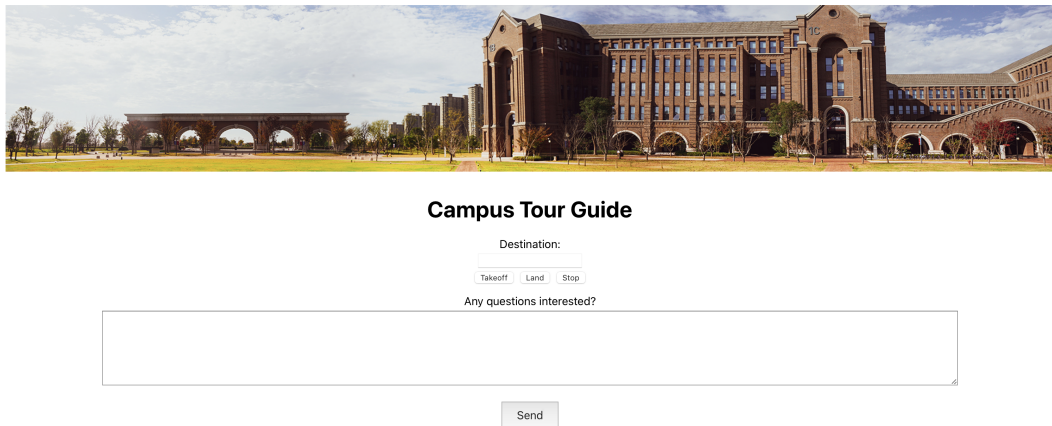 Campus Tour Guide
Destination:
Takeoff Land Stop
Any questions interested?
Send